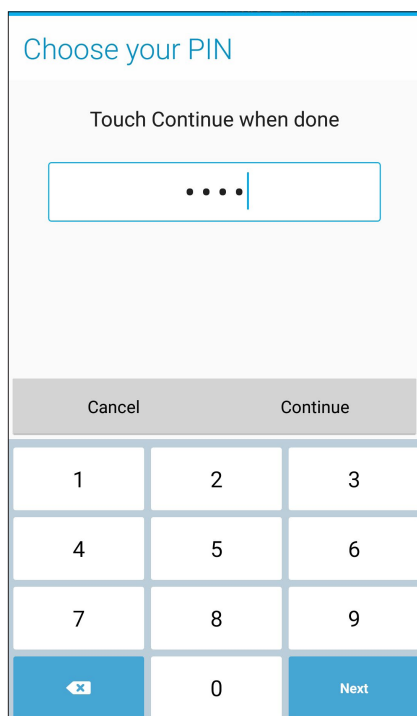 Choose your PIN
Touch Continue when done
••••
Cancel Continue
1 2 3
4 5 6
7 8 9
0 Next